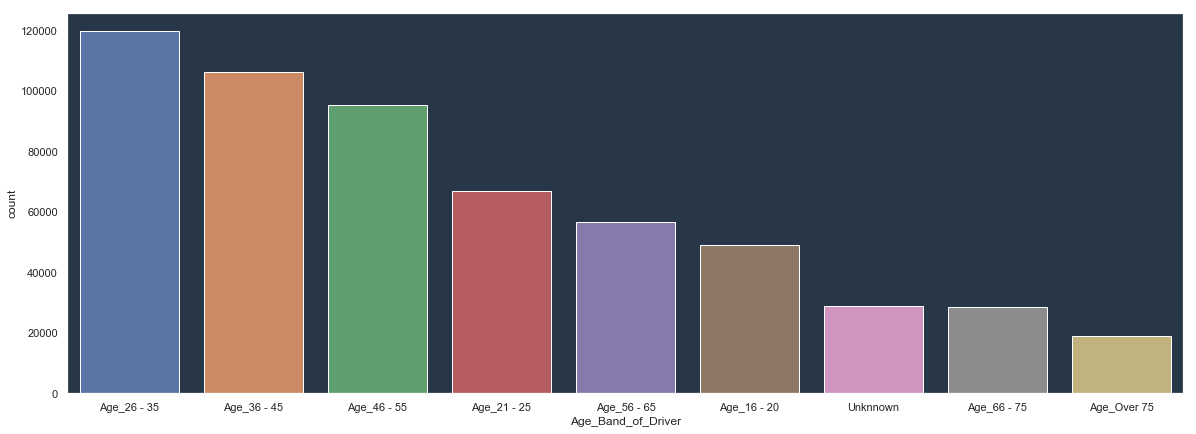 120000
100000
80000
60000
40000
20000
0
count
Age_26 - 35
Age_36 - 45
Age_46 - 55
Age_21 - 25
Age_56 - 65
Age_16 - 20
Unknnown
Age_66 - 75
Age_Over 75
Age_Band_of_Driver